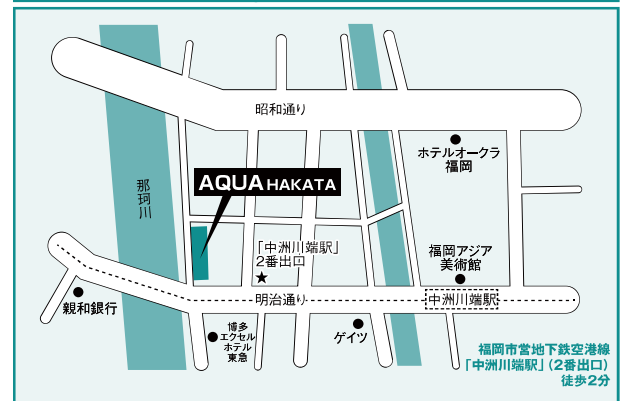 昭和通り
ホテルオークラ
福岡
那珂川
AQUA HAKATA
「中洲川端駅」
2番出口
★
福岡アジア
美術館
明治通り
中洲川端駅
親和銀行
博多
エクセル
ホテル
東急
ゲイツ
福岡市営地下鉄空港線
「中洲川端駅」(2番出口)
徒歩2分